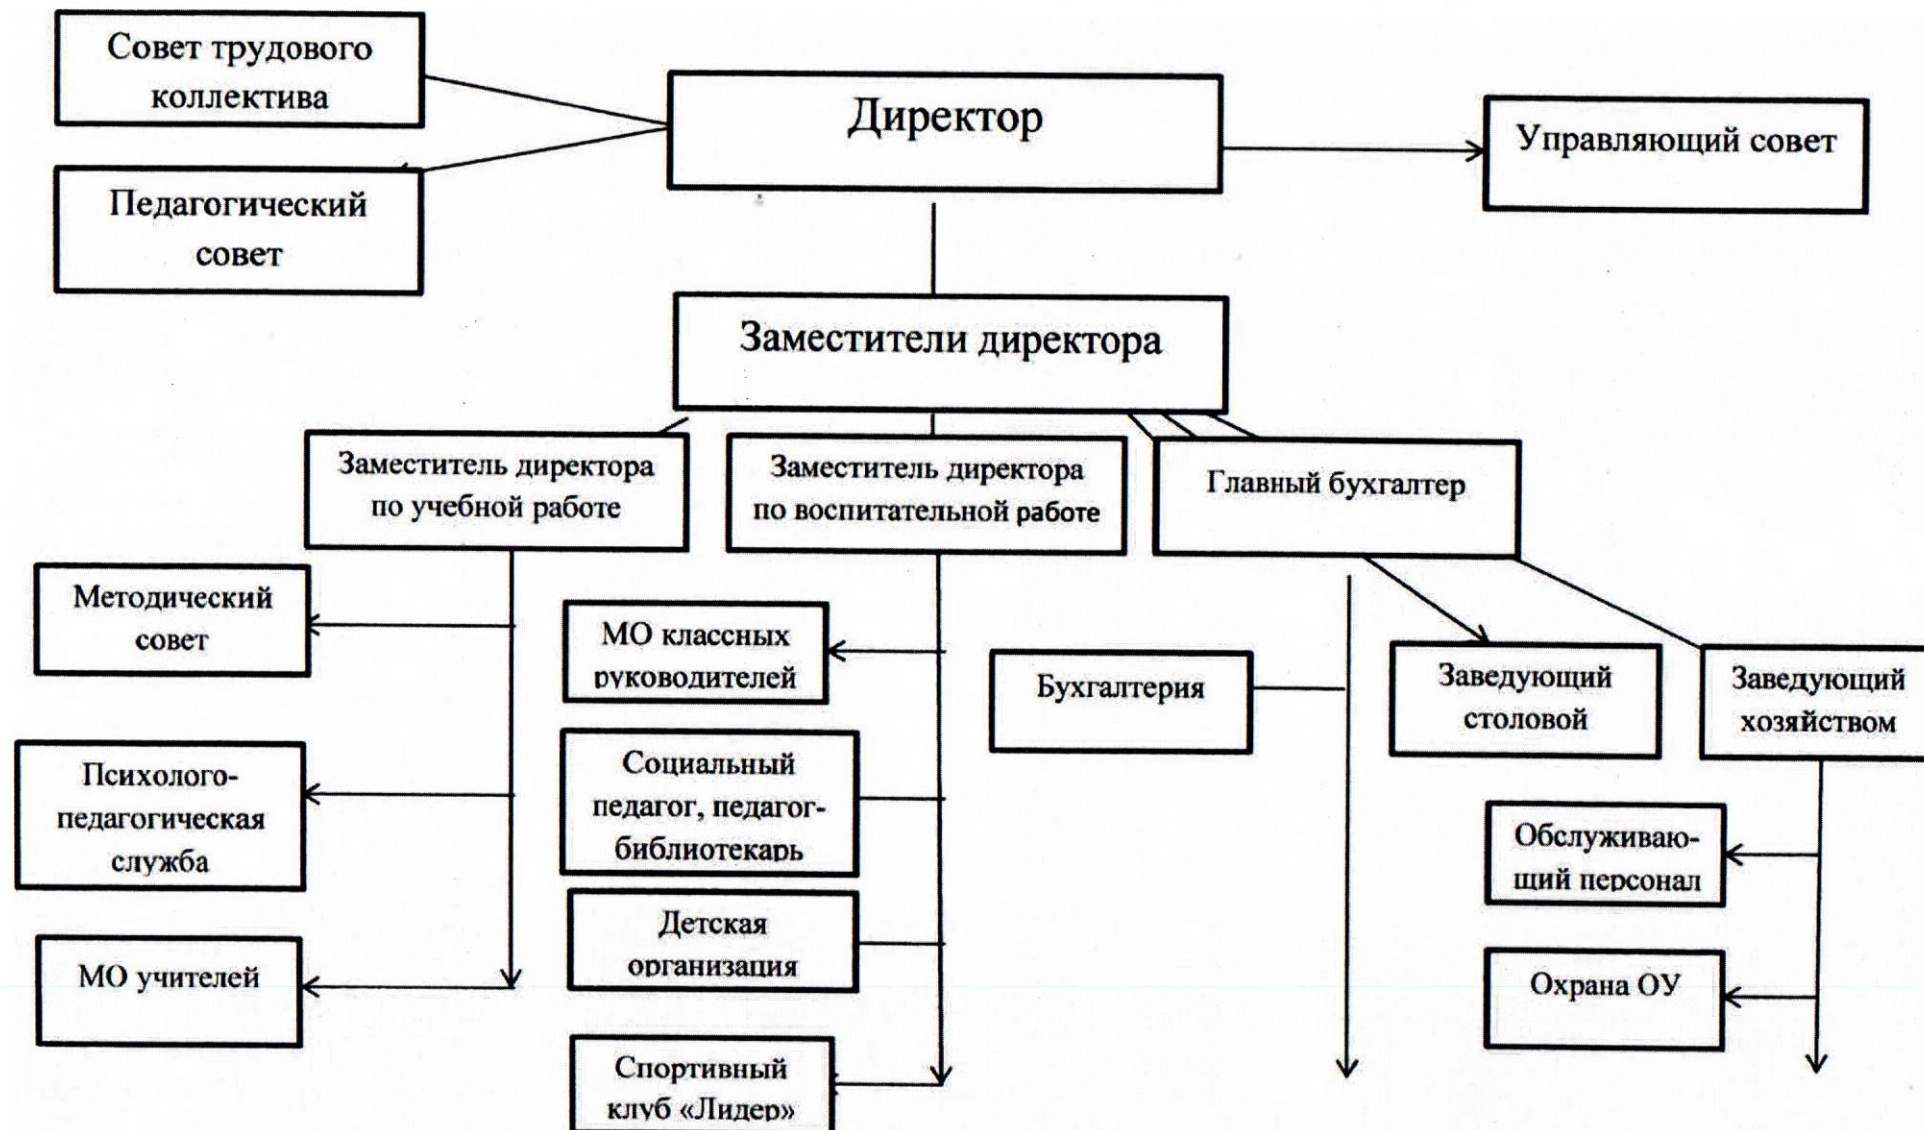 Совет трудового
коллектива
Директор
Управляющий совет
Педагогический
совет
Заместители директора
Заместитель директора
по учебной работе
Заместитель директора
по воспитательной работе
Главный бухгалтер
Методический
совет
МО классных
руководителей
Бухгалтерия
Заведующий
столовой
Заведующий
хозяйством
Психолого-
педагогическая
служба
Социальный
педагог, педагог-
библиотекарь
Обслуживаю-
щий персонал
Детская
организация
МО учителей
Охрана ОУ
Спортивный
клуб «Лидер»